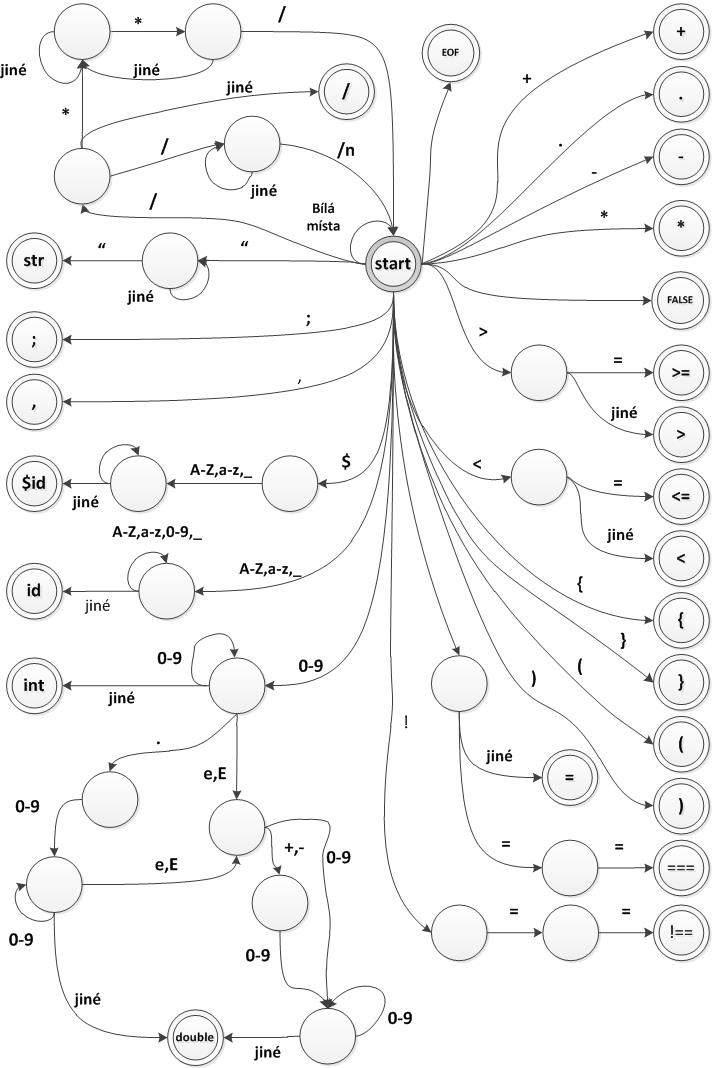 *
/
+
EOF
+
jiné
jiné
jiné
/
.
*
.
/
/n
-
-
jiné
/
Bílá
místa
*
*
str
“
“
start
jiné
FALSE
;
;
>
=
>=
,
,
jiné
>
$id
A-Z,a-z,_
$
<
=
<=
jiné
A-Z,a-z,0-9,_
jiné
<
id
A-Z,a-z,_
{
{
jiné
}
0-9
0-9
(
}
int
)
jiné
!
(
.
jiné
e,E
=
0-9
)
+,-
=
=
e,E
0-9
===
=
=
!==
0-9
0-9
jiné
0-9
double
jiné